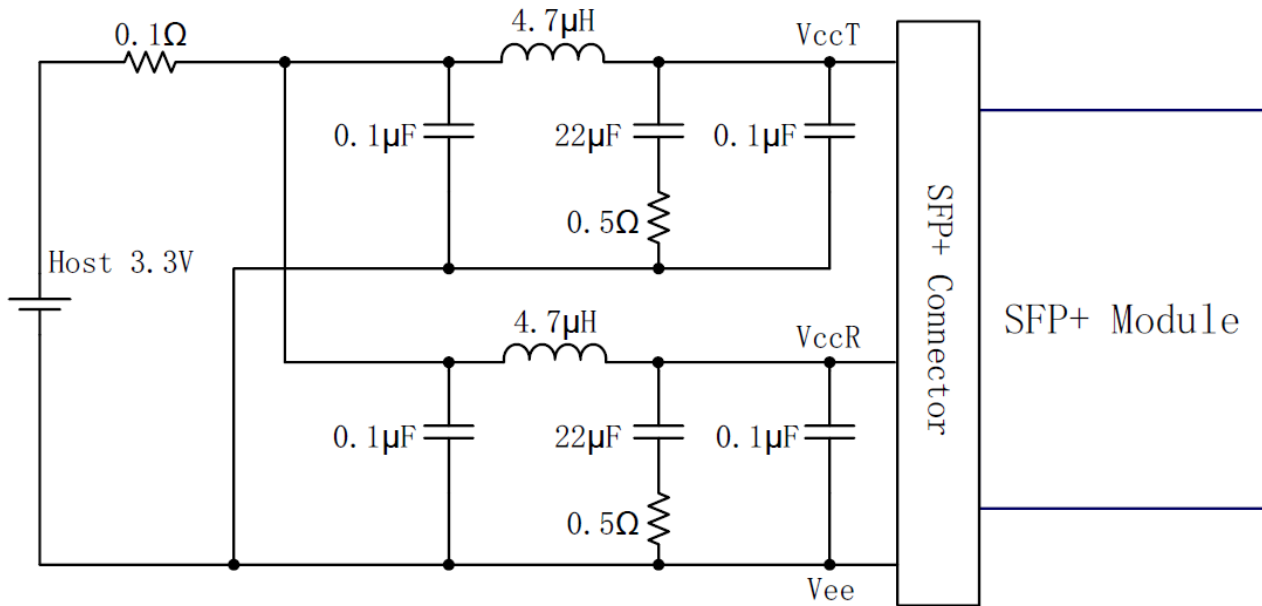 0.1Ω
4.7μH
VccT
0.1μF
22μF
0.1μF
0.5Ω
Host 3.3V
4.7μH
VccR
0.1μF
22μF
0.1μF
0.5Ω
Vee
SFP+ Connector
SFP+ Module